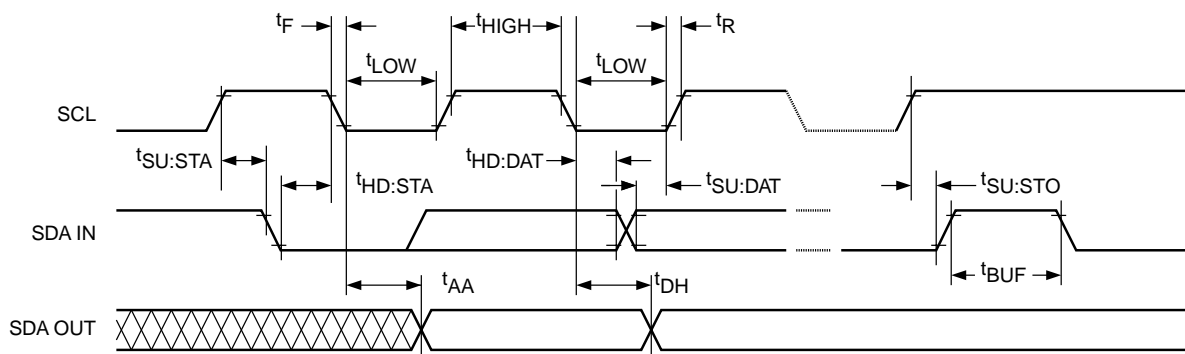 tF
tHIGH
tR
tLOW
tLOW
SCL
tSU:STA
tHD:DAT
tHD:STA
tSU:DAT
tSU:STO
SDA IN
tAA
tDH
tBUF
SDA OUT